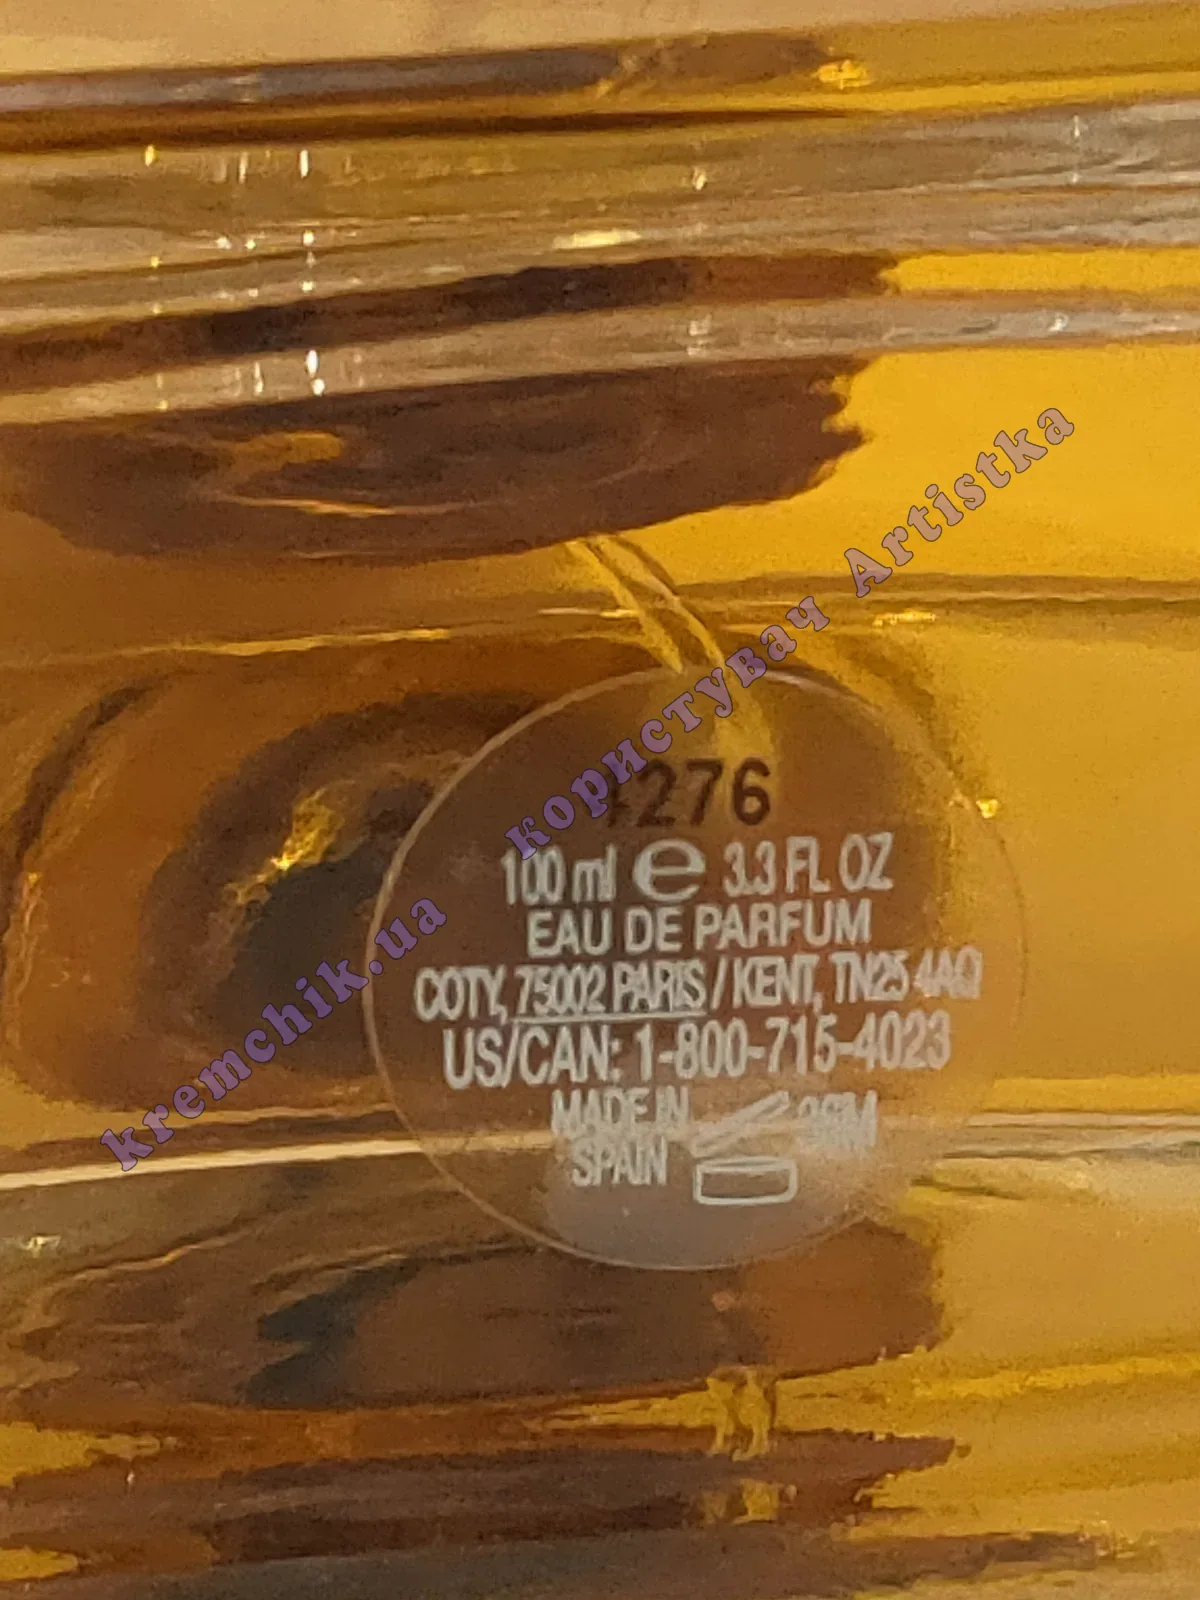 276
100 ml e 3.3 FL. OZ
EAU DE PARFUM
COTY, 75002 PARIS / KENT, TN25 4AQ
US/CAN: 1-800-715-4023
MADE IN
SPAIN
36M
kremchik.ua користувач Artistka